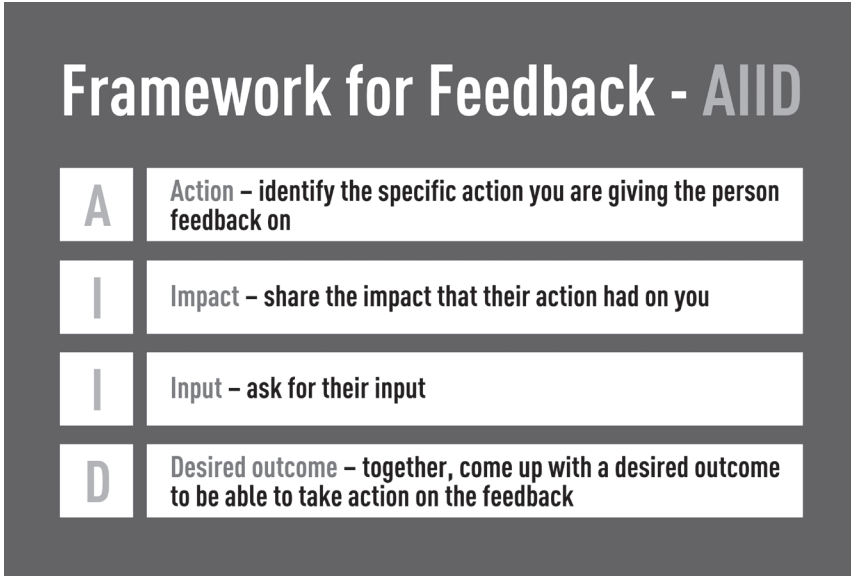 Framework for Feedback - AIID
A
Action – identify the specific action you are giving the person
feedback on
I
Impact – share the impact that their action had on you
I
Input – ask for their input
D
Desired outcome – together, come up with a desired outcome
to be able to take action on the feedback